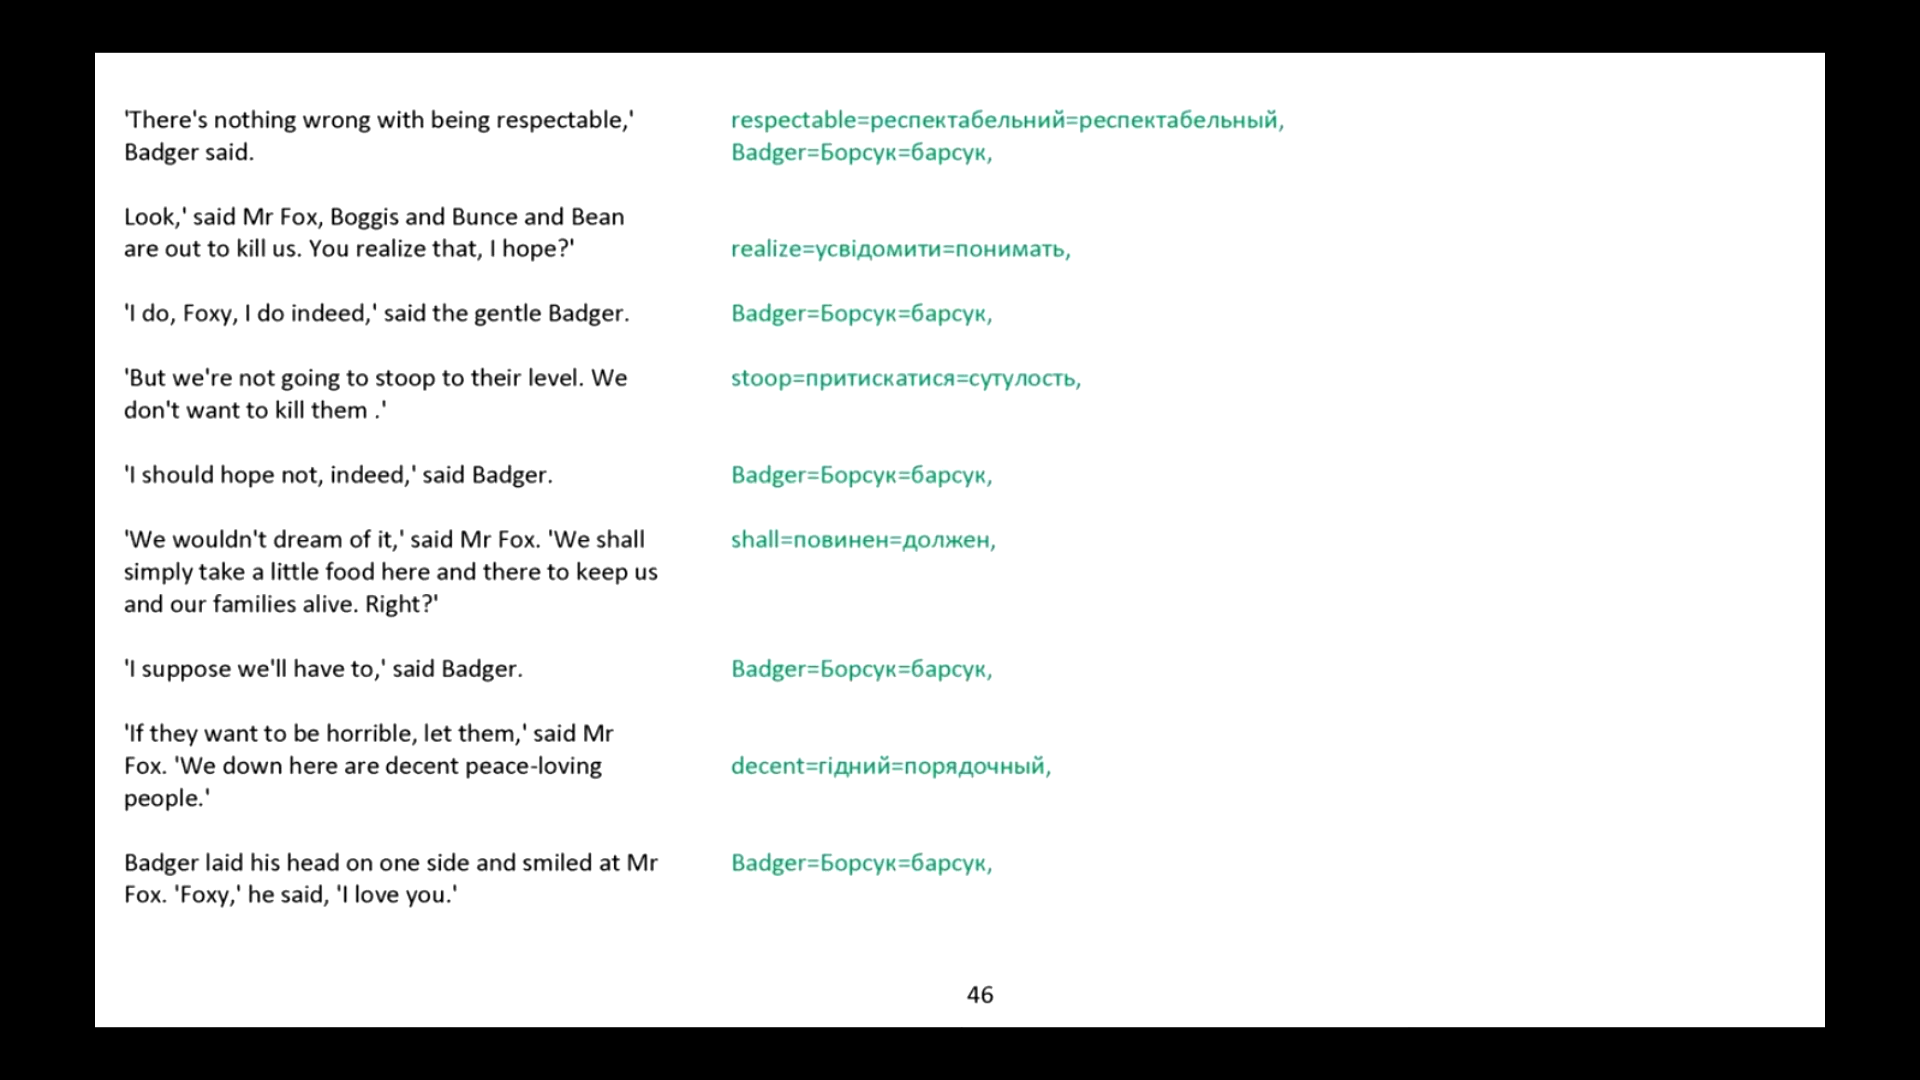 'There's nothing wrong with being respectable,' respectable=респектабельний=респектабельный,
Badger said. Badger=Борсук=барсук,
Look,' said Mr Fox, Boggis and Bunce and Bean
are out to kill us. You realize that, I hope?' realize=усвідомити=понимать,
'I do, Foxy, I do indeed,' said the gentle Badger. Badger=Борсук=барсук,
'But we're not going to stoop to their level. We stoop=притискатися=сутулость,
don't want to kill them .'
'I should hope not, indeed,' said Badger. Badger=Борсук=барсук,
'We wouldn't dream of it,' said Mr Fox. 'We shall shall=повинен=должен,
simply take a little food here and there to keep us
and our families alive. Right?'
'I suppose we'll have to,' said Badger. Badger=Борсук=барсук,
'If they want to be horrible, let them,' said Mr
Fox. 'We down here are decent peace-loving decent=гідний=порядочный,
people.'
Badger laid his head on one side and smiled at Mr Badger=Борсук=барсук,
Fox. 'Foxy,' he said, 'I love you.'
46